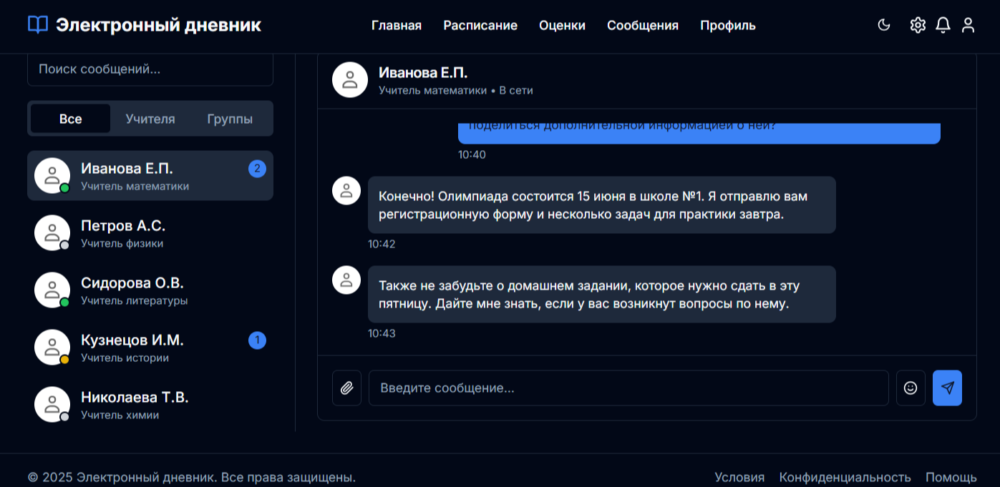 Электронный дневник
Главная
Расписание
Оценки
Сообщения
Профиль
Поиск сообщений...
Все
Учителя
Группы
Иванова Е.П.
2
Учитель математики
Петров А.С.
Учитель физики
Сидорова О.В.
Учитель литературы
Кузнецов И.М.
1
Учитель истории
Николаева Т.В.
Учитель химии
Иванова Е.П.
Учитель математики • В сети
поделиться дополнительной информацией о ней?
10:40
Конечно! Олимпиада состоится 15 июня в школе №1. Я отправлю вам
регистрационную форму и несколько задач для практики завтра.
10:42
Также не забудьте о домашнем задании, которое нужно сдать в эту
пятницу. Дайте мне знать, если у вас возникнут вопросы по нему.
10:43
Введите сообщение...
© 2025 Электронный дневник. Все права защищены.
Условия
Конфиденциальность
Помощь